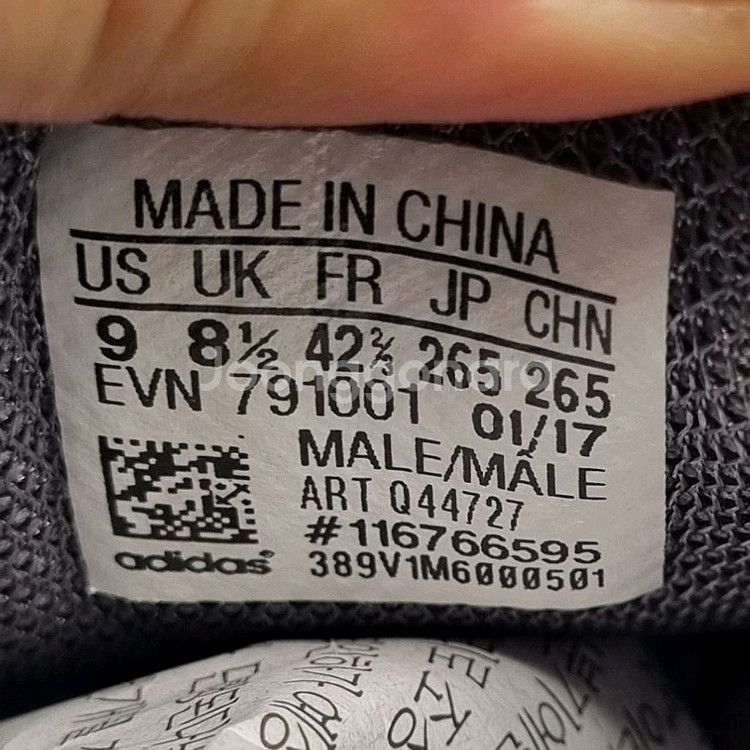 MADE IN CHINA
US UK FR JP CHN
9 8½ 42⅔ 265 265
Joonggonara
EVN 791001 01/17
MALE/MÂLE
ART Q44727
#116766595
389V1M6000501
adidas